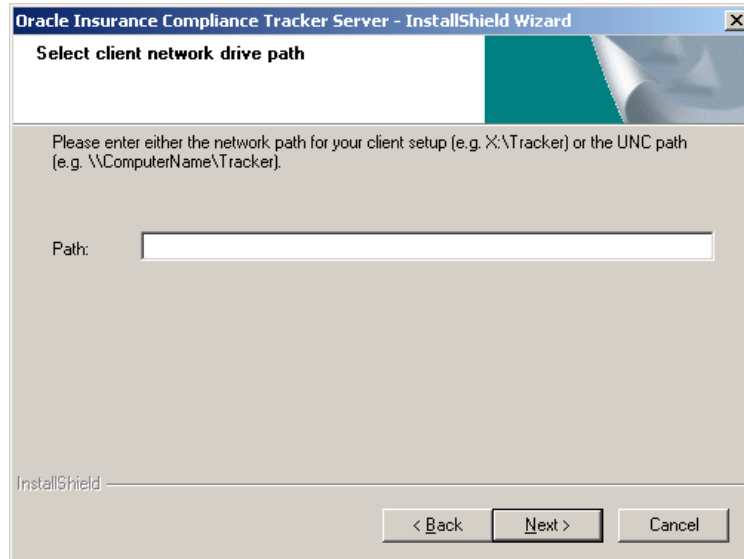 Oracle Insurance Compliance Tracker Server - InstallShield Wizard
Select client network drive path
Please enter either the network path for your client setup (e.g. X:\Tracker) or the UNC path
(e.g. \\ComputerName\Tracker).
Path:
InstallShield
< Back
Next >
Cancel